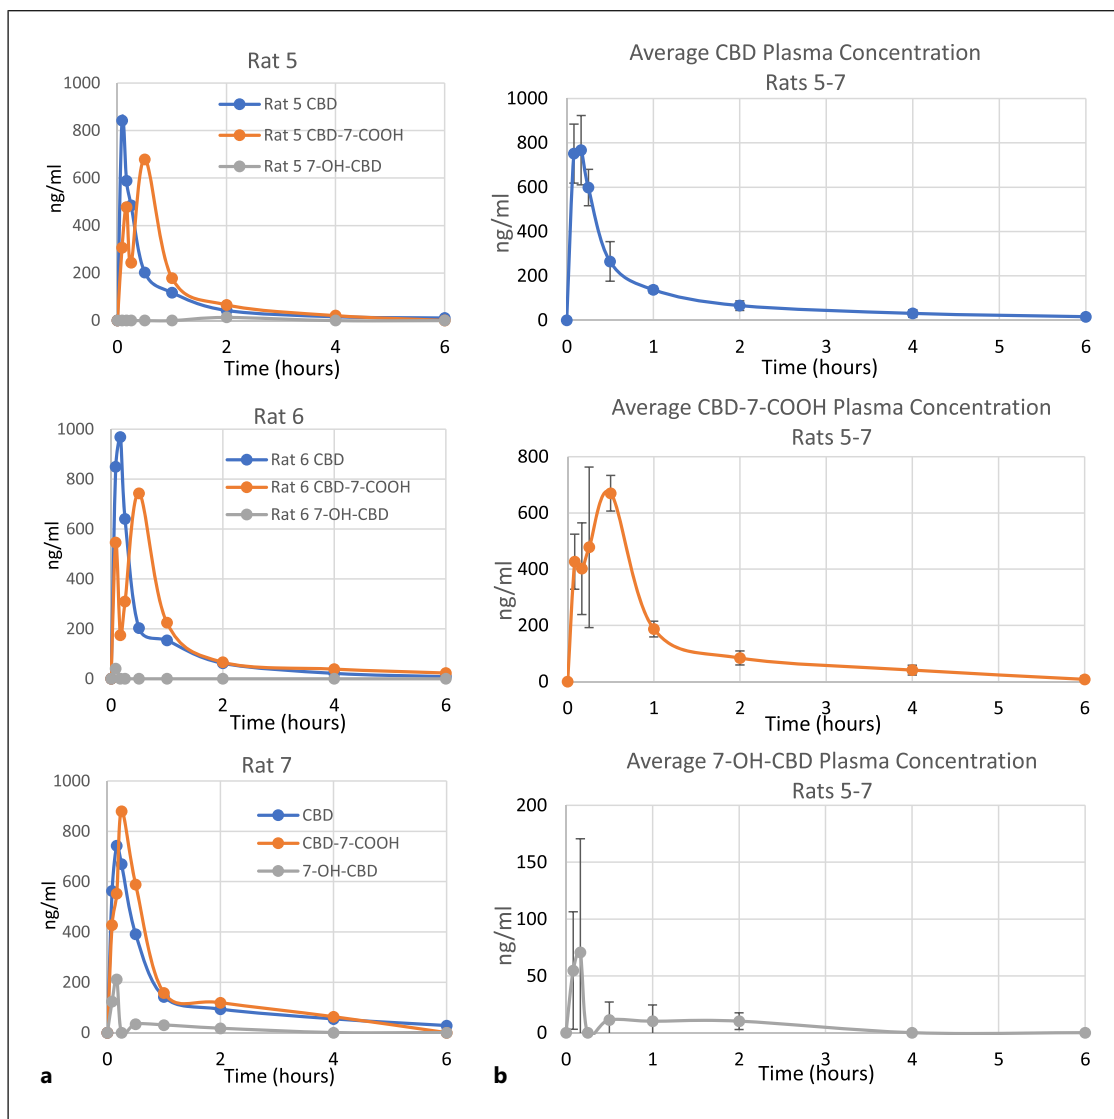 Rat 5
1000
800
600
400
200
0
ng/ml
Rat 5 CBD
Rat 5 CBD-7-COOH
Rat 5 7-OH-CBD
0 2 4 6
Time (hours)
Rat 6
1000
800
600
400
200
0
ng/ml
Rat 6 CBD
Rat 6 CBD-7-COOH
Rat 6 7-OH-CBD
0 2 4 6
Time (hours)
Rat 7
1000
800
600
400
200
0
ng/ml
CBD
CBD-7-COOH
7-OH-CBD
0 2 4 6
Time (hours)
a
Average CBD Plasma Concentration
Rats 5-7
1000
800
600
400
200
0
ng/ml
0 1 2 3 4 5 6
Time (hours)
Average CBD-7-COOH Plasma Concentration
Rats 5-7
800
600
400
200
0
ng/ml
0 1 2 3 4 5 6
Time (hours)
Average 7-OH-CBD Plasma Concentration
Rats 5-7
200
150
100
50
0
ng/ml
0 1 2 3 4 5 6
Time (hours)
b